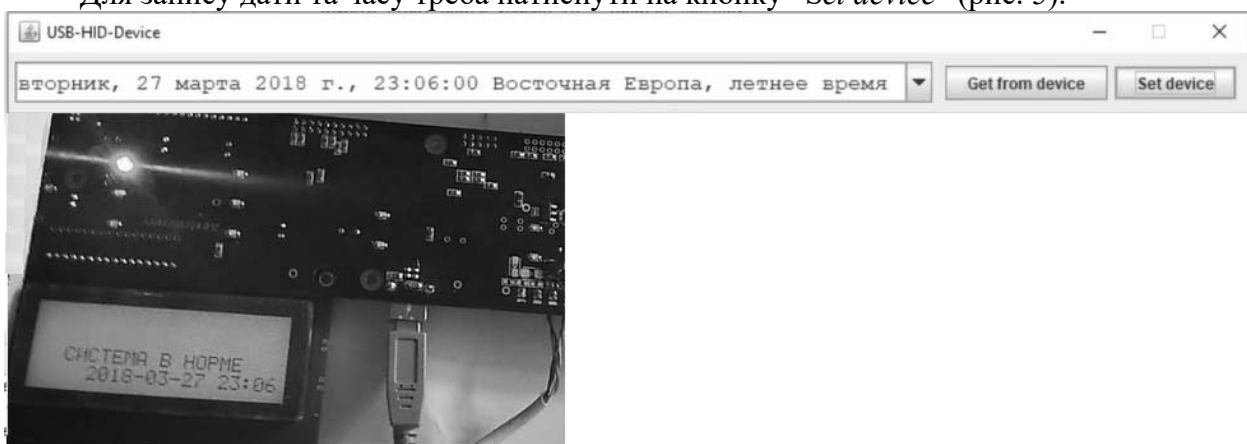 Для запису дати та часу треба натиснути на кнопку "Set device" (рис. 5).
USB-HID-Device
вторник, 27 марта 2018 г., 23:06:00 Восточная Европа, летнее время
Get from device
Set device
СИСТЕМА В НОРМЕ
2018-03-27 23:06